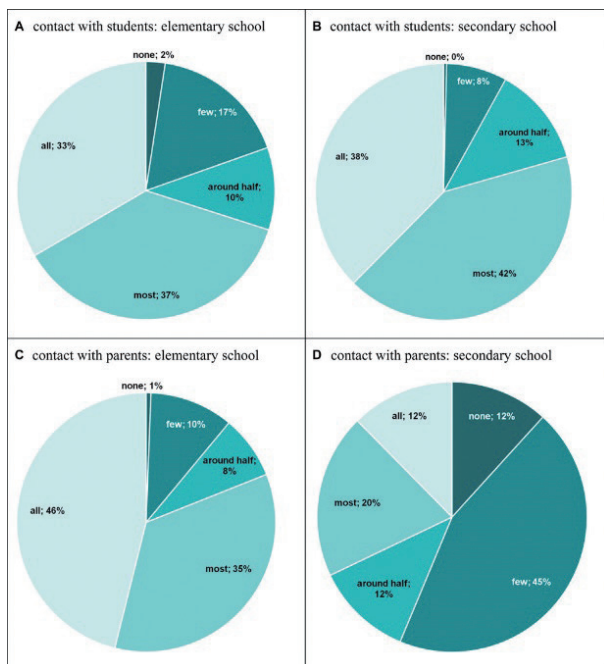 A contact with students: elementary school
none; 2%
few; 17%
all; 33%
around half;
10%
most; 37%
B contact with students: secondary school
none; 0%
few; 8%
around half;
13%
all; 38%
most; 42%
C contact with parents: elementary school
none; 1%
few; 10%
around half;
8%
all; 46%
most; 35%
D contact with parents: secondary school
all; 12%
none; 12%
most; 20%
around half;
12%
few; 45%